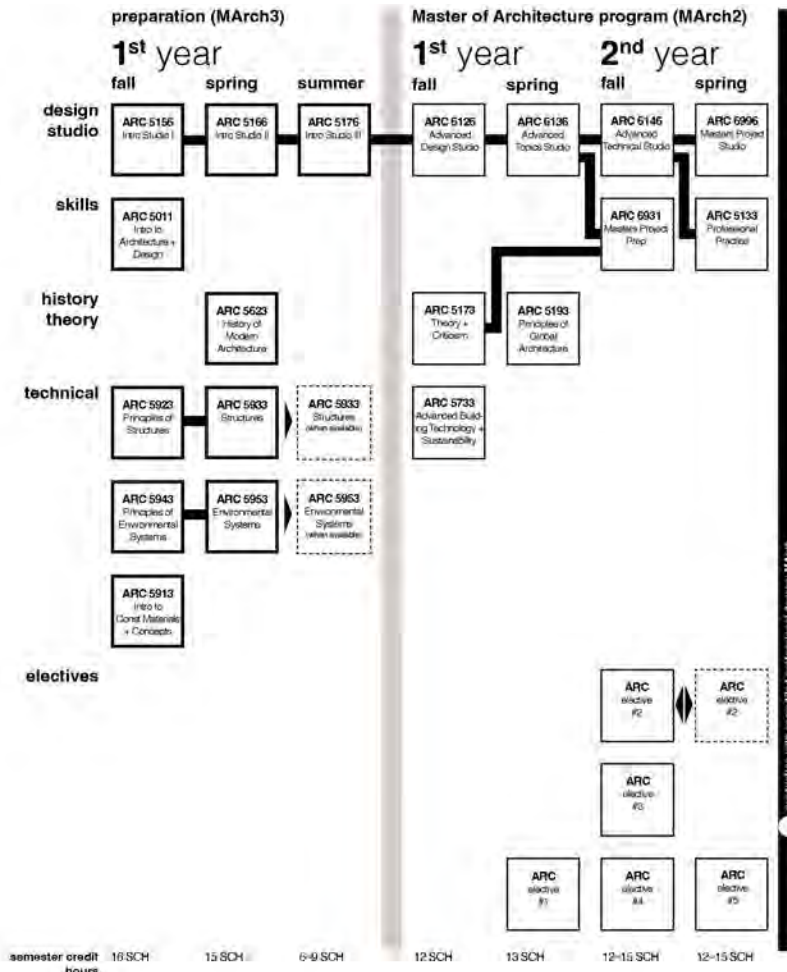 preparation (MArch3)
Master of Architecture program (MArch2)
1st year
1st year
2nd year
fall
spring
summer
fall
spring
fall
spring
design
studio
ARC 5156
Intro Studio I
ARC 5166
Intro Studio II
ARC 5176
Intro Studio III
ARC 6126
Advanced
Design Studio
ARC 6136
Advanced
Topics Studio
ARC 6146
Advanced
Technical Studio
ARC 6996
Masters Project
Studio
skills
ARC 5011
Intro to
Architecture +
Design
ARC 6931
Masters Project
Prep
ARC 5133
Professional
Practice
history
theory
ARC 5623
History of
Modern
Architecture
ARC 5173
Theory +
Criticism
ARC 5193
Principles of
Global
Architecture
technical
ARC 5923
Principles of
Structures
ARC 5933
Structures
ARC 5933
Structures
(when available)
ARC 5733
Advanced Build-
ing Technology +
Sustainability
ARC 5943
Principles of
Environmental
Systems
ARC 5953
Environmental
Systems
ARC 5953
Environmental
Systems
(when available)
ARC 5913
Intro to
Const Materials
+ Concepts
electives
ARC
elective
#2
ARC
elective
#2
ARC
elective
#3
ARC
elective
#1
ARC
elective
#4
ARC
elective
#5
semester credit
hours
16 SCH
15 SCH
6-9 SCH
12 SCH
13 SCH
12-15 SCH
12-15 SCH